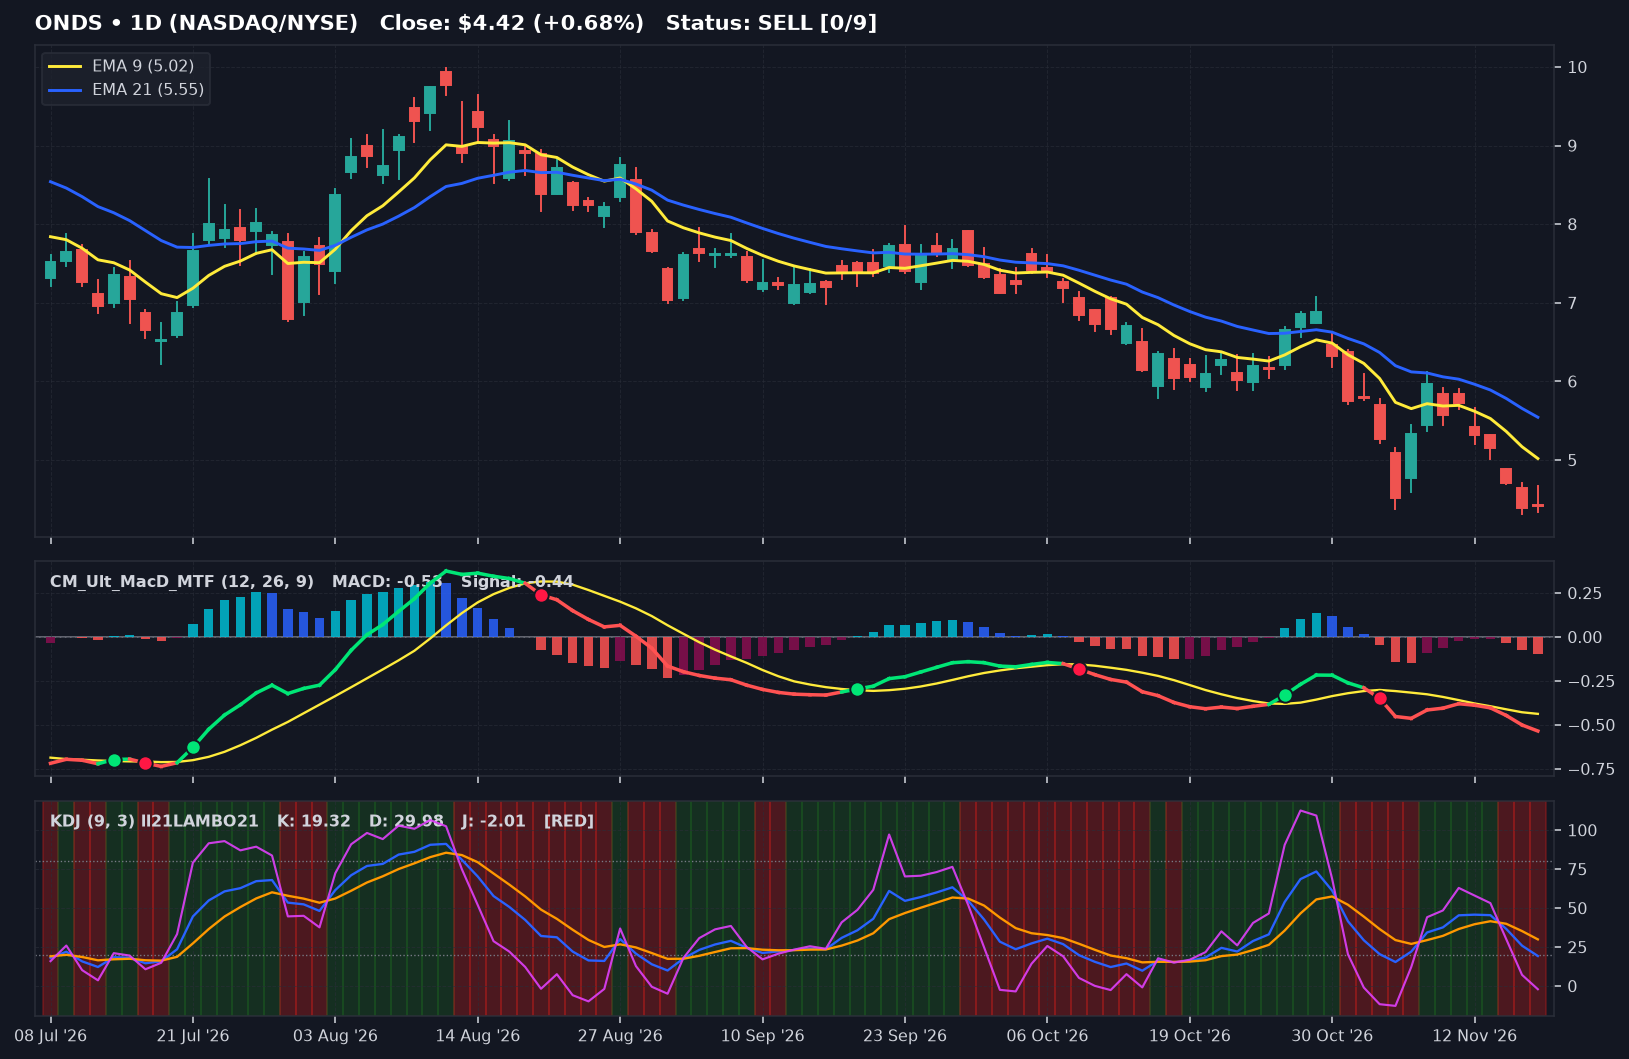 ONDS • 1D (NASDAQ/NYSE)   Close: $4.42 (+0.68%)   Status: SELL [0/9]
EMA 9 (5.02)
EMA 21 (5.55)
10
9
8
7
6
5
CM_Ult_MacD_MTF (12, 26, 9)   MACD: -0.53   Signal: -0.44
0.25
0.00
−0.25
−0.50
−0.75
KDJ (9, 3) II21LAMBO21   K: 19.32   D: 29.98   J: -2.01   [RED]
100
75
50
25
0
08 Jul '26   21 Jul '26   03 Aug '26   14 Aug '26   27 Aug '26   10 Sep '26   23 Sep '26   06 Oct '26   19 Oct '26   30 Oct '26   12 Nov '26